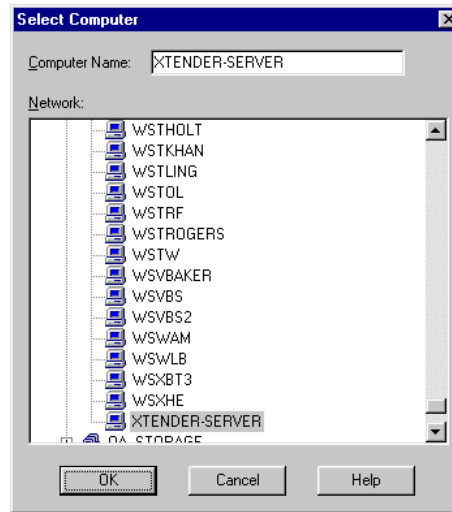 Select Computer
Computer Name: XTENDER-SERVER
Network:
WSTHOLT
WSTKHAN
WSTLING
WSTOL
WSTRF
WSTROGERS
WSTW
WSVBAKER
WSVBS
WSVBS2
WSWAM
WSWLB
WSXBT3
WSXHE
XTENDER-SERVER
QA_STORAGE
OK Cancel Help